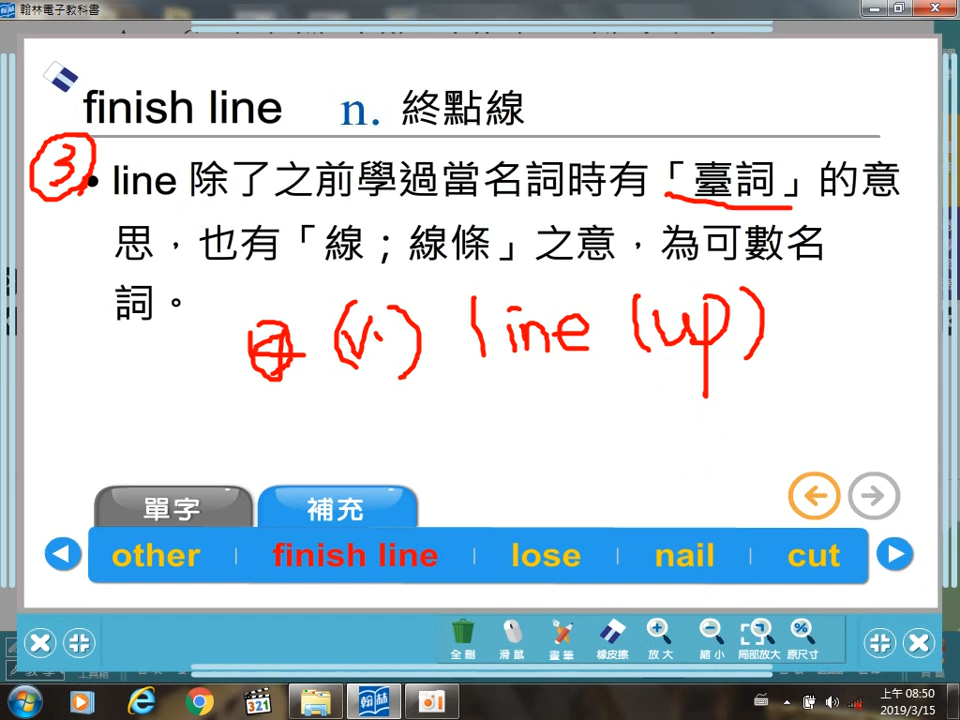 翰林電子教科書
finish line n. 終點線
③
• line 除了之前學過當名詞時有「臺詞」的意
思，也有「線；線條」之意，為可數名
詞。
(v.) line (up)
單字 補充
other finish line lose nail cut
全刪 滑鼠 畫筆 橡皮擦 放大 縮小 局部放大 原尺寸
321
翰林
上午 08:50
2019/3/15